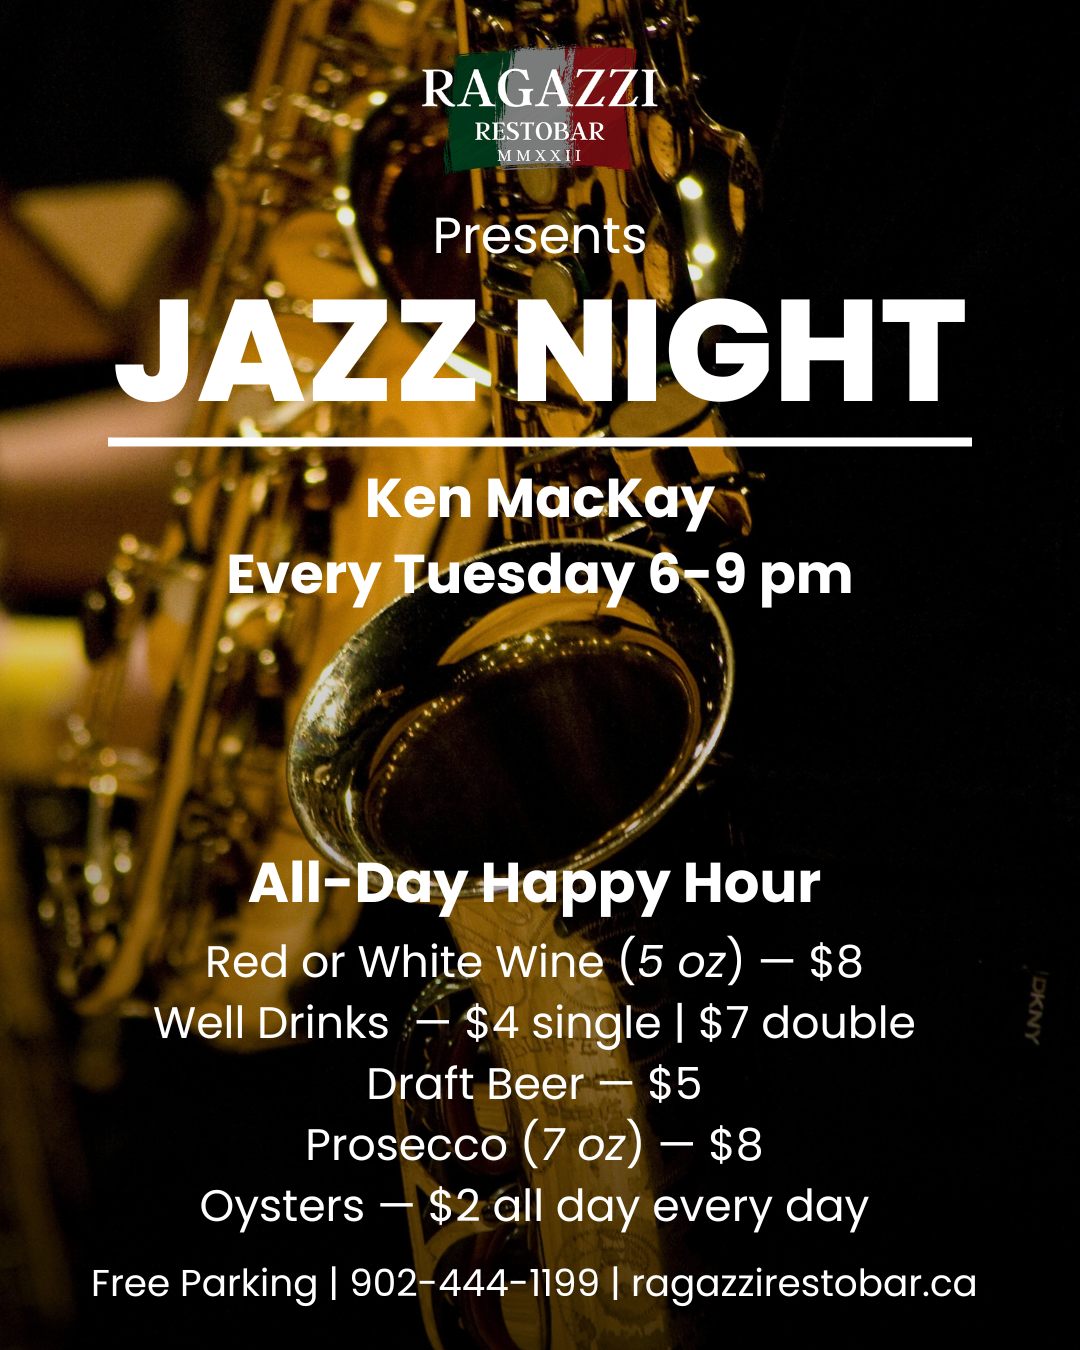 RAGAZZI
RESTOBAR
MMXXII
Presents
JAZZ NIGHT
Ken MacKay
Every Tuesday 6-9 pm
All-Day Happy Hour
Red or White Wine (5 oz) — $8
Well Drinks — $4 single | $7 double
Draft Beer — $5
Prosecco (7 oz) — $8
Oysters — $2 all day every day
DKNY
Free Parking | 902-444-1199 | ragazzirestobar.ca